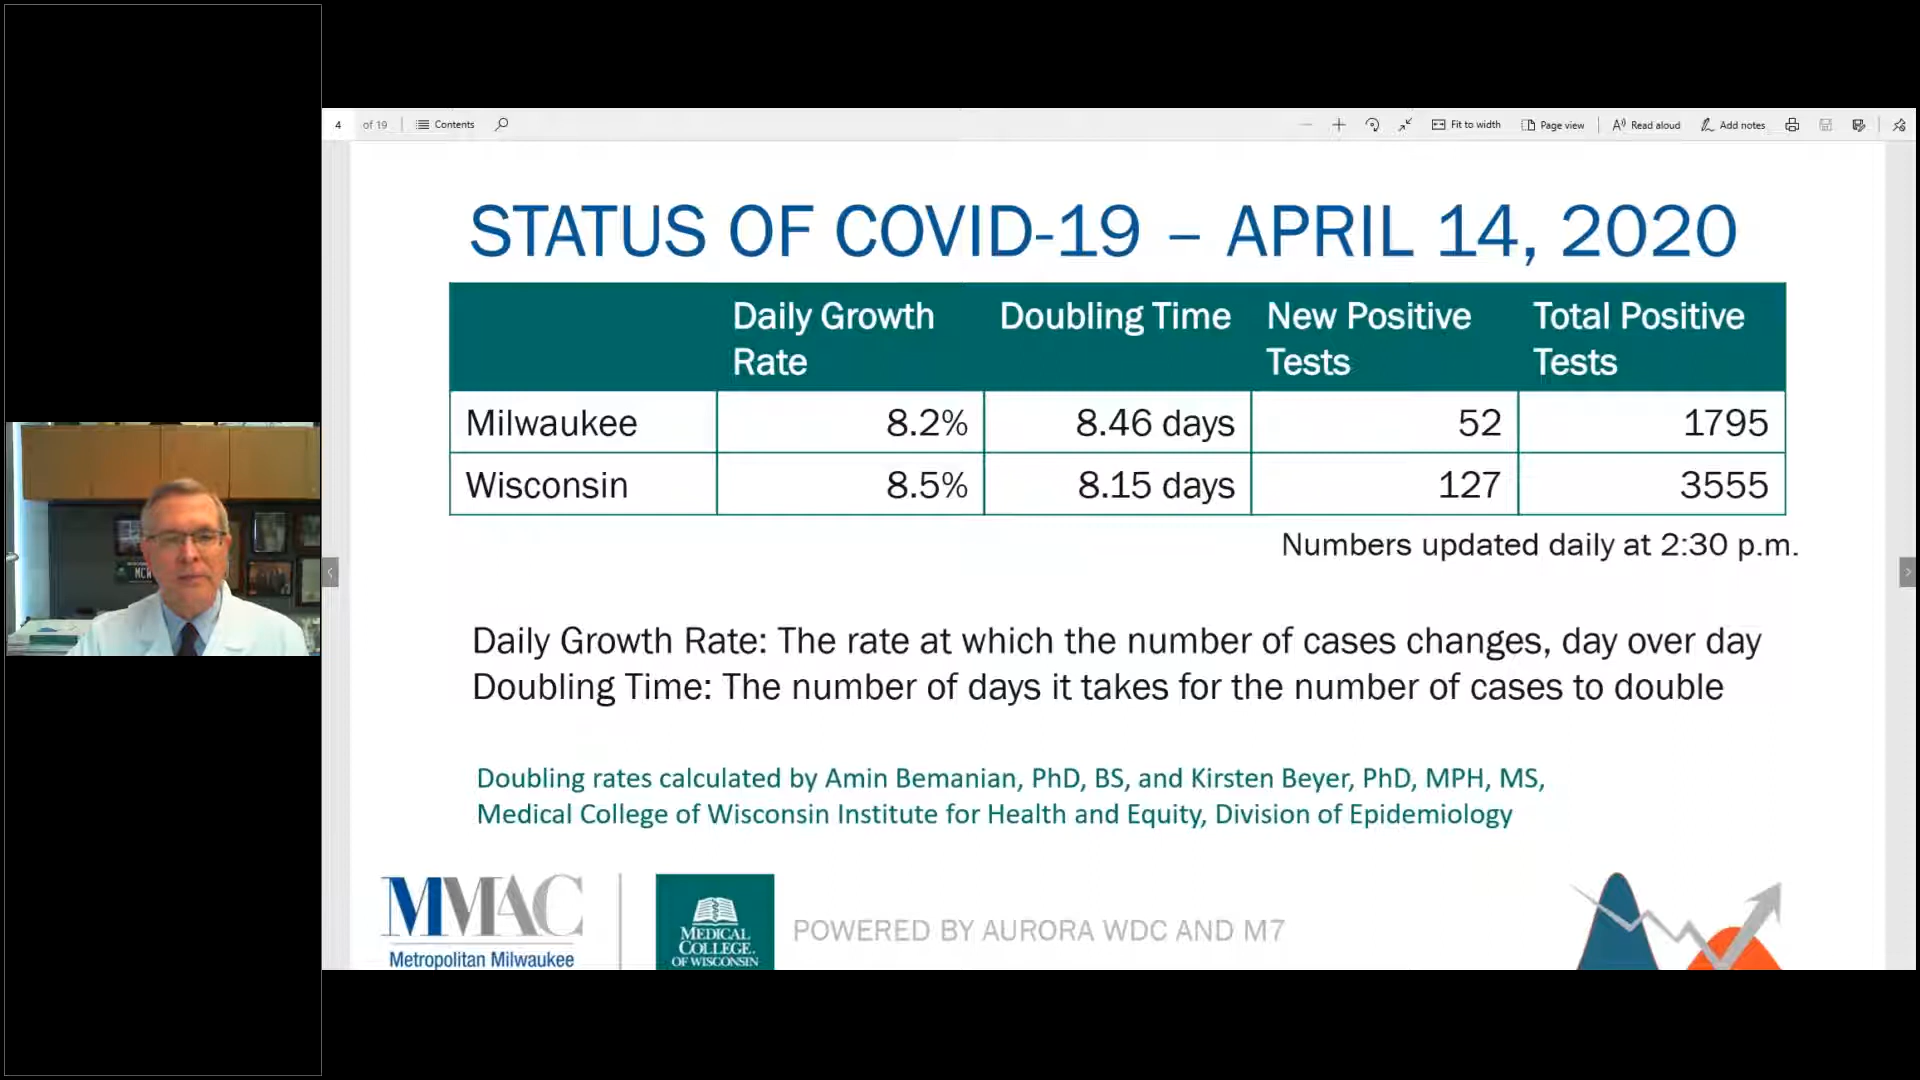 4 of 19 Contents Fit to width Page view Read aloud Add notes
STATUS OF COVID-19 – APRIL 14, 2020
Daily Growth Rate Doubling Time New Positive Tests Total Positive Tests
Milwaukee 8.2% 8.46 days 52 1795
Wisconsin 8.5% 8.15 days 127 3555
Numbers updated daily at 2:30 p.m.
Daily Growth Rate: The rate at which the number of cases changes, day over day
Doubling Time: The number of days it takes for the number of cases to double
Doubling rates calculated by Amin Bemanian, PhD, BS, and Kirsten Beyer, PhD, MPH, MS,
Medical College of Wisconsin Institute for Health and Equity, Division of Epidemiology
MMAC
Metropolitan Milwaukee
MEDICAL
COLLEGE
OF WISCONSIN
POWERED BY AURORA WDC AND M7